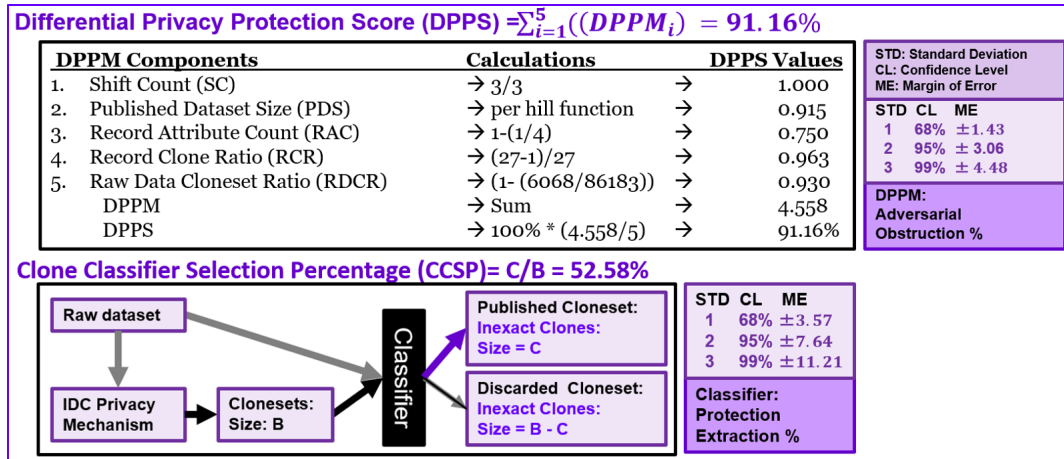 Differential Privacy Protection Score (DPPS) =∑⁵ᵢ₌₁((DPPMᵢ) = 91.16%
DPPM Components Calculations DPPS Values
1. Shift Count (SC) → 3/3 → 1.000
2. Published Dataset Size (PDS) → per hill function → 0.915
3. Record Attribute Count (RAC) → 1-(1/4) → 0.750
4. Record Clone Ratio (RCR) → (27-1)/27 → 0.963
5. Raw Data Cloneset Ratio (RDCR) → (1- (6068/86183)) → 0.930
DPPM → Sum → 4.558
DPPS → 100% * (4.558/5) → 91.16%
STD: Standard Deviation
CL: Confidence Level
ME: Margin of Error
STD CL ME
1 68% ±1.43
2 95% ± 3.06
3 99% ± 4.48
DPPM:
Adversarial
Obstruction %
Clone Classifier Selection Percentage (CCSP)= C/B = 52.58%
Raw dataset
IDC Privacy
Mechanism
Clonesets:
Size: B
Classifier
Published Cloneset:
Inexact Clones:
Size = C
Discarded Cloneset:
Inexact Clones:
Size = B - C
STD CL ME
1 68% ±3.57
2 95% ±7.64
3 99% ±11.21
Classifier:
Protection
Extraction %